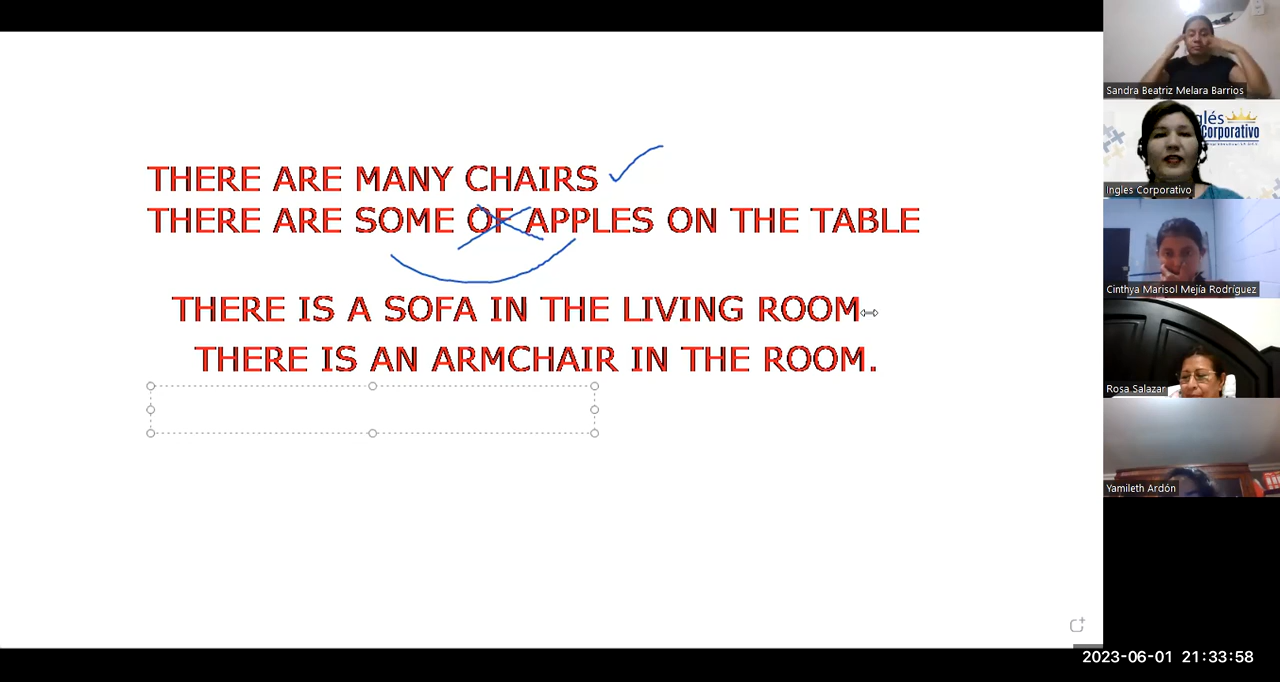 THERE ARE MANY CHAIRS
THERE ARE SOME OF APPLES ON THE TABLE
THERE IS A SOFA IN THE LIVING ROOM
THERE IS AN ARMCHAIR IN THE ROOM.
Sandra Beatriz Melara Barrios
glés
Corporativo
Ingles Corporativo
Cinthya Marisol Mejía Rodríguez
Rosa Salazar
Yamileth Ardón
2023-06-01 21:33:58